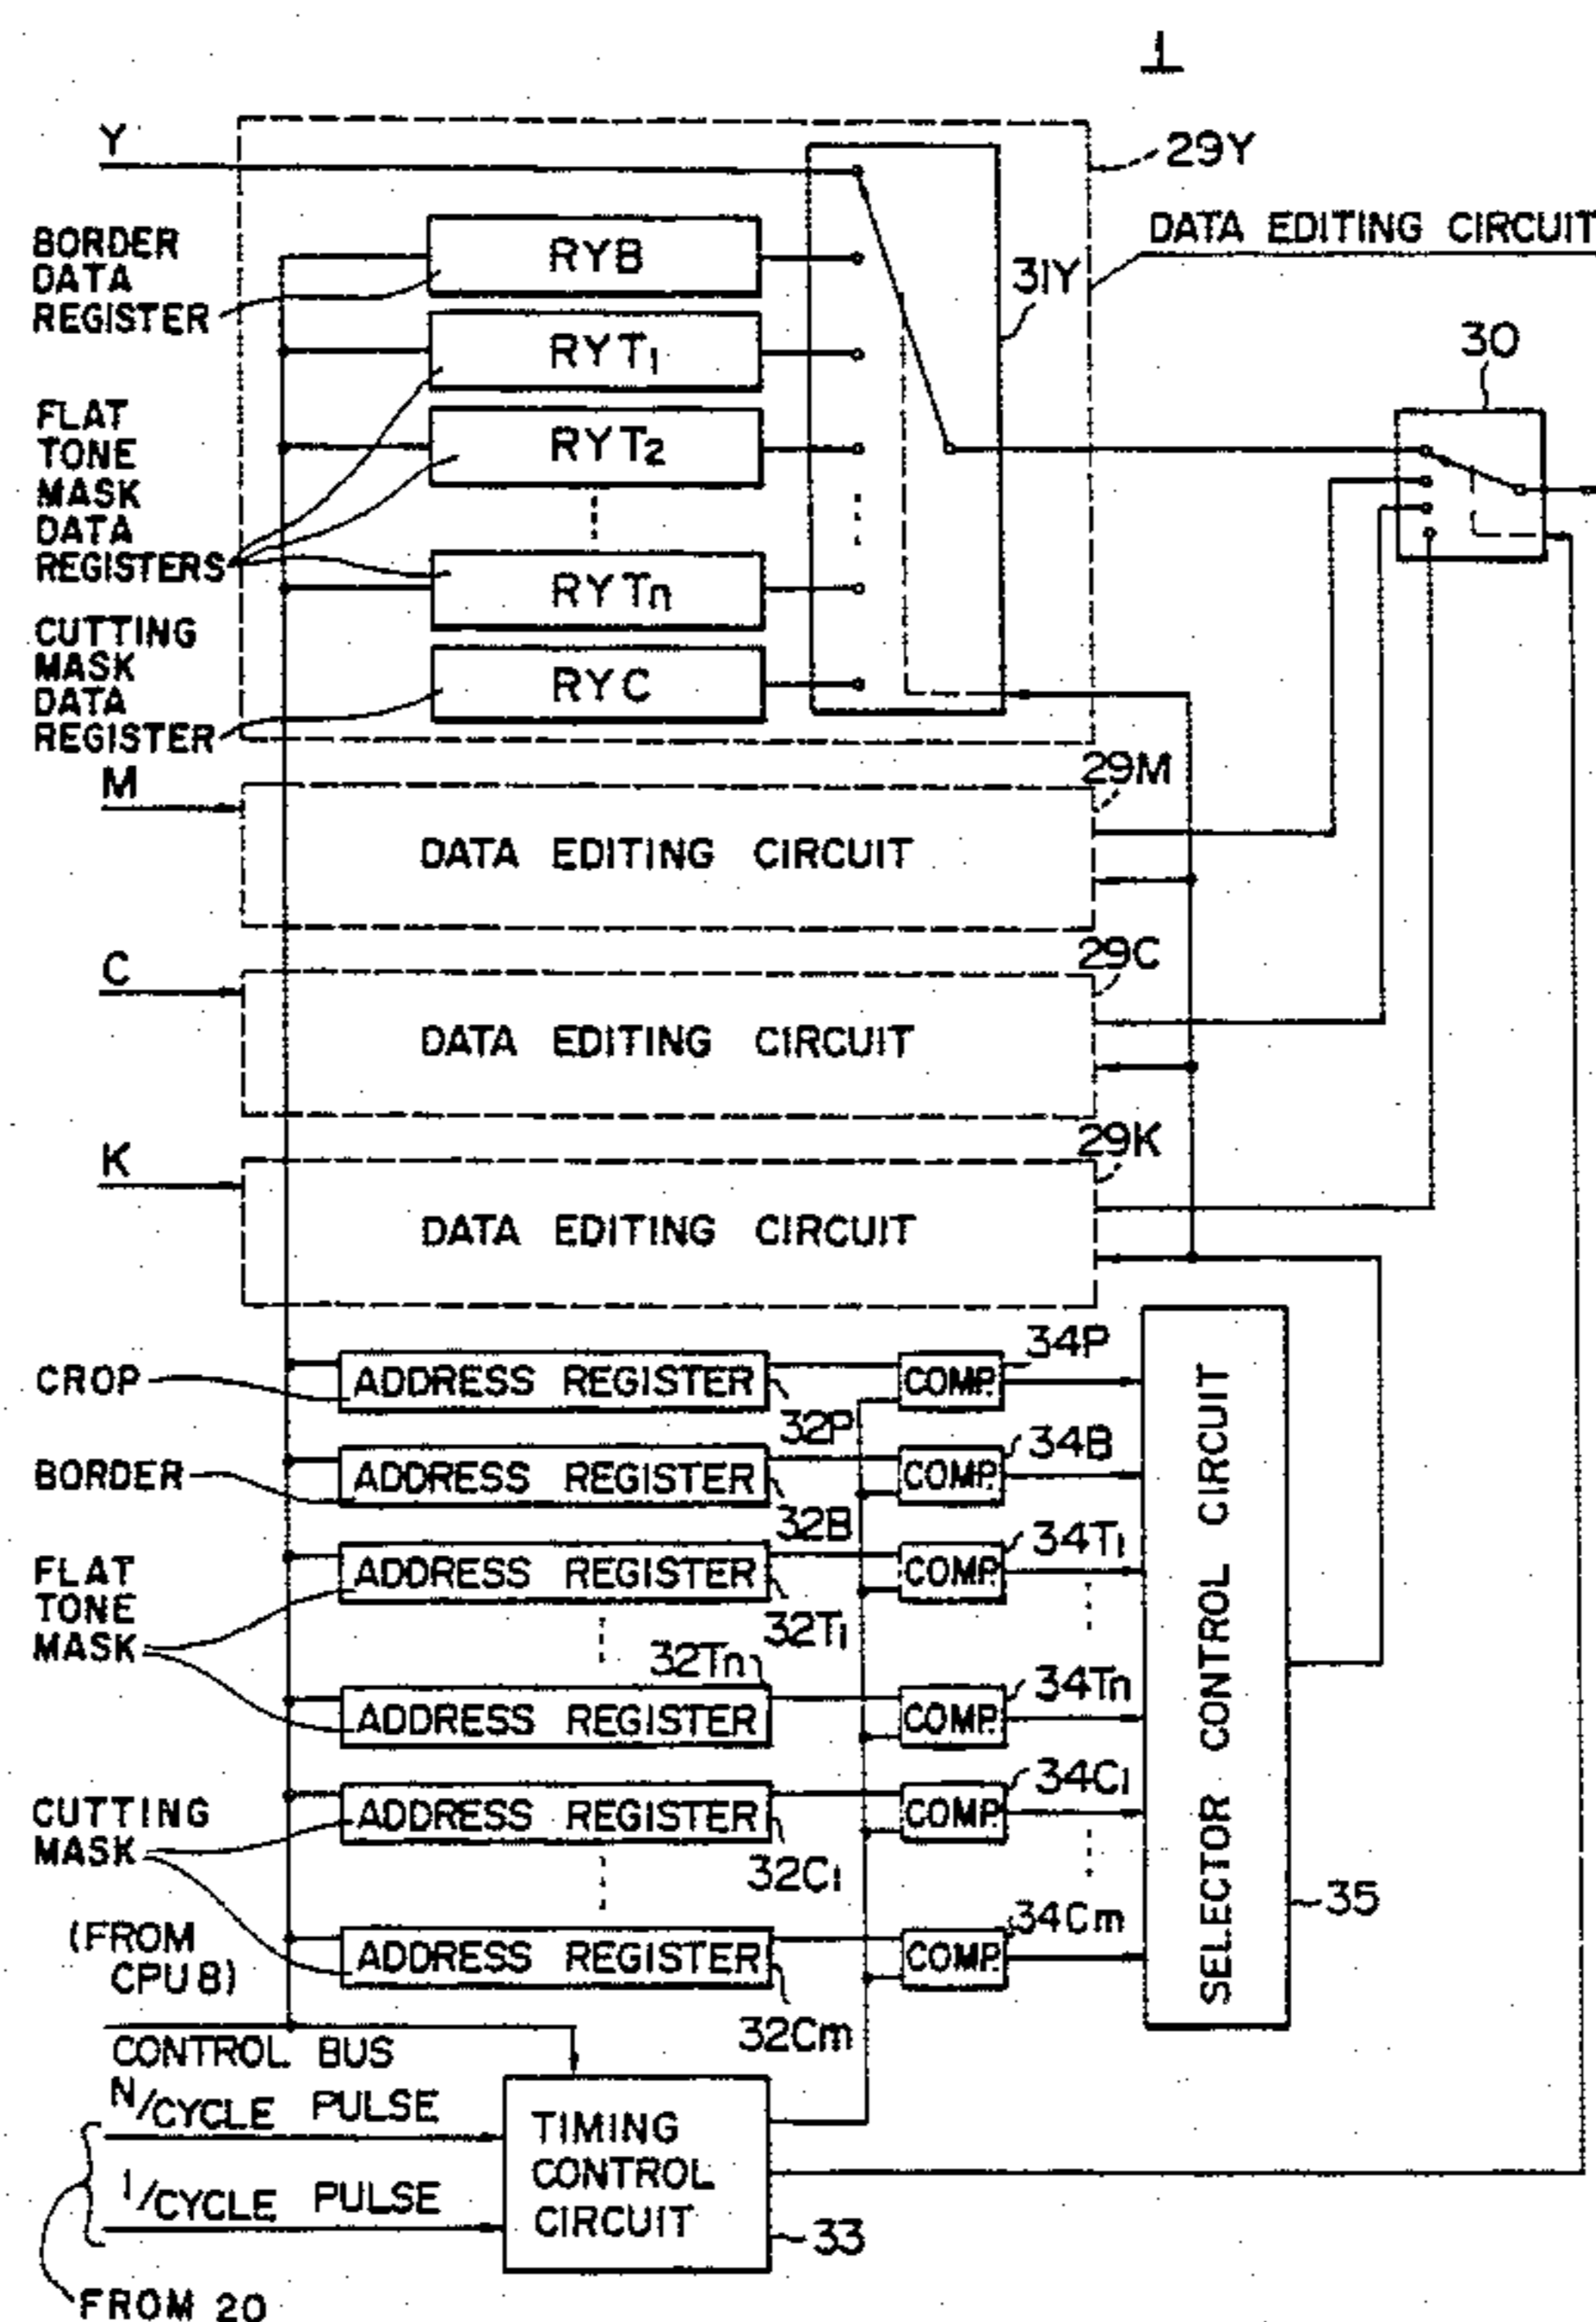 1
Y
29Y
DATA EDITING CIRCUIT
31Y
BORDER
DATA
REGISTER
RYB
RYT1
30
FLAT
TONE
MASK
DATA
REGISTERS
RYT2
RYTn
CUTTING
MASK
DATA
REGISTER
RYC
M
29M
DATA EDITING CIRCUIT
C
29C
DATA EDITING CIRCUIT
K
29K
DATA EDITING CIRCUIT
CROP
ADDRESS REGISTER
32P
COMP.
34P
BORDER
ADDRESS REGISTER
32B
COMP.
34B
FLAT
TONE
MASK
ADDRESS REGISTER
32T1
COMP.
34T1
32Tn
ADDRESS REGISTER
COMP.
34Tn
CUTTING
MASK
ADDRESS REGISTER
32C1
COMP.
34C1
ADDRESS REGISTER
32Cm
COMP.
34Cm
SELECTOR CONTROL CIRCUIT
35
(FROM
CPU 8)
CONTROL BUS
N/CYCLE PULSE
1/CYCLE PULSE
TIMING
CONTROL
CIRCUIT
33
FROM 20